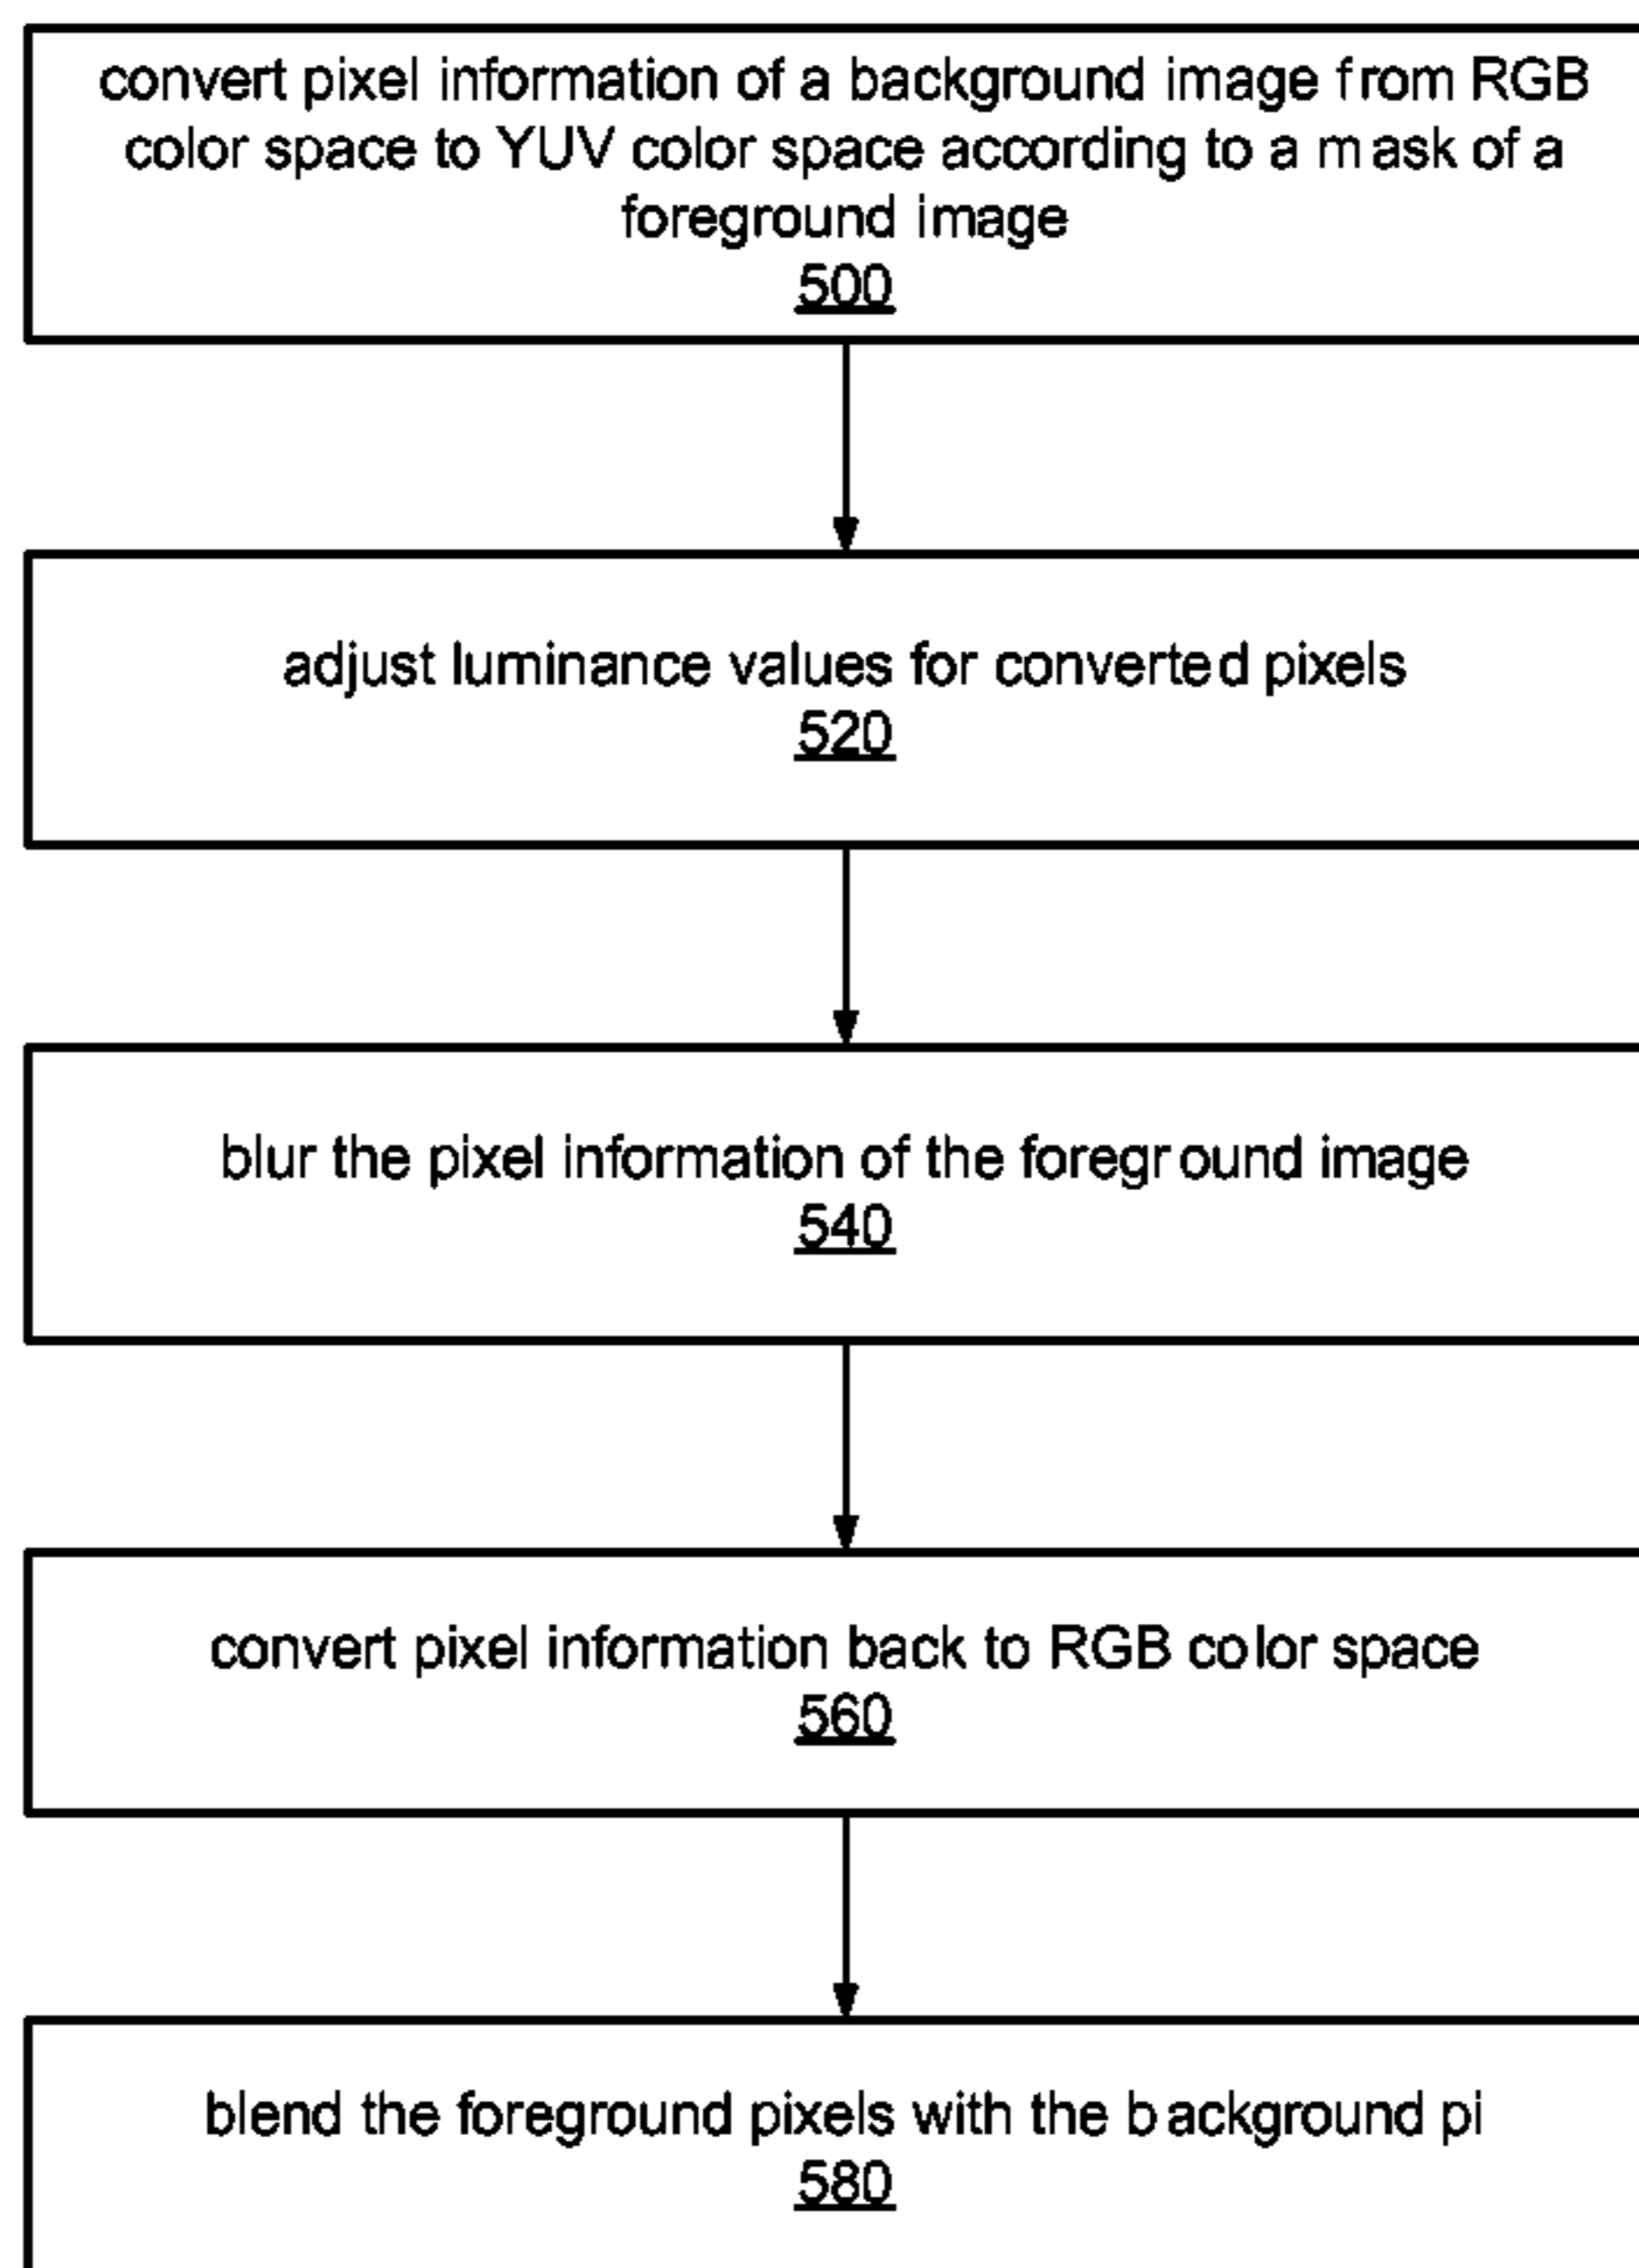 convert pixel information of a background image from RGB
color space to YUV color space according to a mask of a
foreground image
500
adjust luminance values for converted pixels
520
blur the pixel information of the foreground image
540
convert pixel information back to RGB color space
560
blend the foreground pixels with the background pi
580